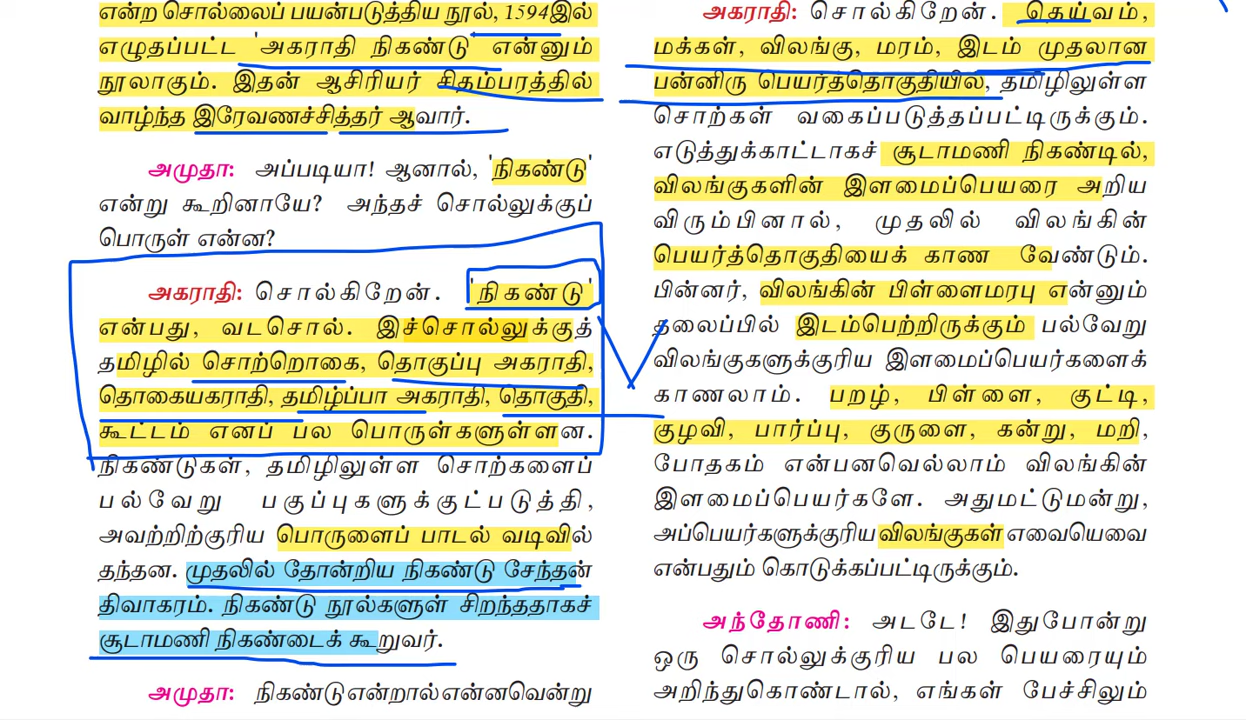 என்ற சொல்லைப் பயன்படுத்திய நூல், 1594இல்
எழுதப்பட்ட 'அகராதி நிகண்டு' என்னும்
நூலாகும். இதன் ஆசிரியர் சிதம்பரத்தில்
வாழ்ந்த இரேவணச்சித்தர் ஆவார்.
அமுதா: அப்படியா! ஆனால், 'நிகண்டு'
என்று கூறினாயே? அந்தச் சொல்லுக்குப்
பொருள் என்ன?
அகராதி: சொல்கிறேன். 'நிகண்டு'
என்பது, வடசொல். இச்சொல்லுக்குத்
தமிழில் சொற்றொகை, தொகுப்பு அகராதி,
தொகையகராதி, தமிழ்ப்பா அகராதி, தொகுதி,
கூட்டம் எனப் பல பொருள்களுள்ளன.
நிகண்டுகள், தமிழிலுள்ள சொற்களைப்
பல்வேறு பகுப்புகளுக்குட்படுத்தி,
அவற்றிற்குரிய பொருளைப் பாடல் வடிவில்
தந்தன. முதலில் தோன்றிய நிகண்டு சேந்தன்
திவாகரம். நிகண்டு நூல்களுள் சிறந்ததாகச்
சூடாமணி நிகண்டைக் கூறுவர்.
அமுதா: நிகண்டு என்றால் என்னவென்று
அகராதி: சொல்கிறேன். தெய்வம்,
மக்கள், விலங்கு, மரம், இடம் முதலான
பன்னிரு பெயர்த்தொகுதியில், தமிழிலுள்ள
சொற்கள் வகைப்படுத்தப்பட்டிருக்கும்.
எடுத்துக்காட்டாகச் சூடாமணி நிகண்டில்,
விலங்குகளின் இளமைப்பெயரை அறிய
விரும்பினால், முதலில் விலங்கின்
பெயர்த்தொகுதியைக் காண வேண்டும்.
பின்னர், விலங்கின் பிள்ளைமரபு என்னும்
தலைப்பில் இடம்பெற்றிருக்கும் பல்வேறு
விலங்குகளுக்குரிய இளமைப்பெயர்களைக்
காணலாம். பறழ், பிள்ளை, குட்டி,
குழவி, பார்ப்பு, குருளை, கன்று, மறி,
போதகம் என்பனவெல்லாம் விலங்கின்
இளமைப்பெயர்களே. அதுமட்டுமன்று,
அப்பெயர்களுக்குரிய விலங்குகள் எவையெவை
என்பதும் கொடுக்கப்பட்டிருக்கும்.
அந்தோணி: அடடே! இதுபோன்று
ஒரு சொல்லுக்குரிய பல பெயரையும்
அறிந்துகொண்டால், எங்கள் பேச்சிலும்